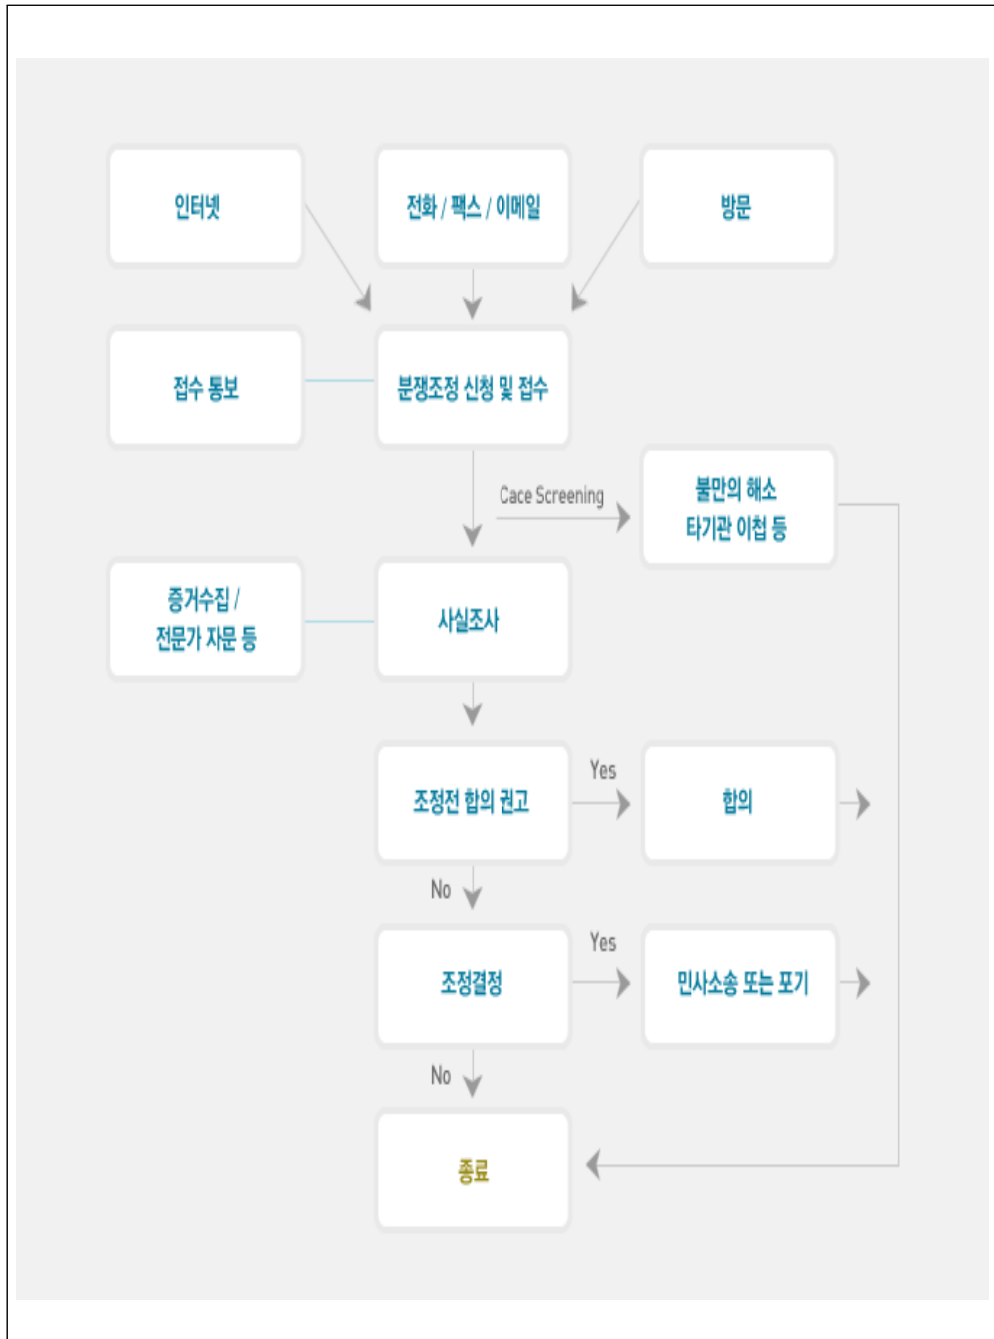 인터넷
전화 / 팩스 / 이메일
방문
접수 통보
분쟁조정 신청 및 접수
Cace Screening
불만의 해소
타기관 이첩 등
증거수집 /
전문가 자문 등
사실조사
조정전 합의 권고
Yes
합의
No
조정결정
Yes
민사소송 또는 포기
No
종료